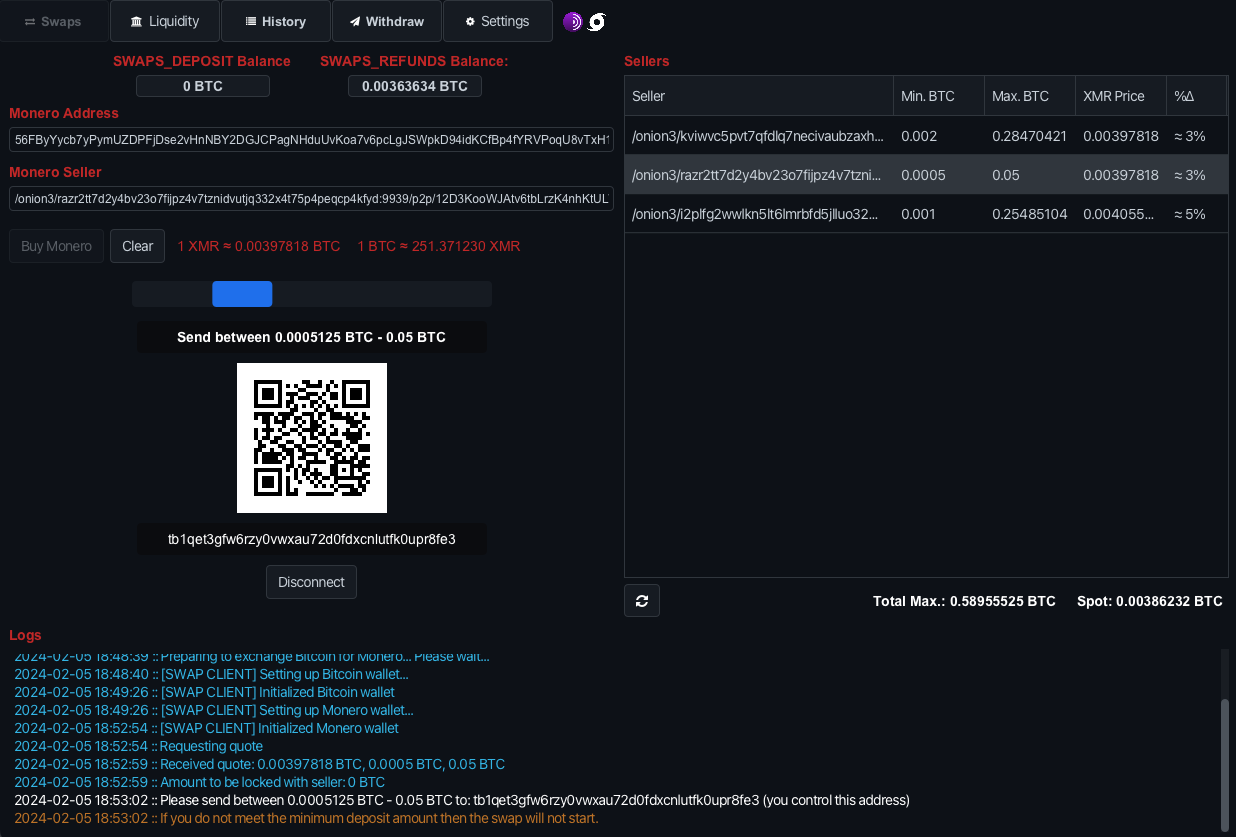 Swaps Liquidity History Withdraw Settings
SWAPS_DEPOSIT Balance SWAPS_REFUNDS Balance:
0 BTC 0.00363634 BTC
Monero Address
56FByYycb7yPymUZDPFjDse2vHnNBY2DGJCPagNHduUvKoa7v6pcLgJSWpkD94idKCfBp4fYRVPoqU8vTxH1
Monero Seller
/onion3/razr2tt7d2y4bv23o7fijpz4v7tznidvutjq332x4t75p4peqcp4kfyd:9939/p2p/12D3KooWJAtv6tbLrzK4nhKtUL
Buy Monero Clear 1 XMR ≈ 0.00397818 BTC 1 BTC ≈ 251.371230 XMR
Send between 0.0005125 BTC - 0.05 BTC
tb1qet3gfw6rzy0vwxau72d0fdxcnlutfk0upr8fe3
Disconnect
Sellers
Seller Min. BTC Max. BTC XMR Price %Δ
/onion3/kviwvc5pvt7qfdlq7necivaubzaxh... 0.002 0.28470421 0.00397818 ≈ 3%
/onion3/razr2tt7d2y4bv23o7fijpz4v7tzni... 0.0005 0.05 0.00397818 ≈ 3%
/onion3/i2plfg2wwlkn5lt6lmrbfd5jlluo32... 0.001 0.25485104 0.004055... ≈ 5%
Total Max.: 0.58955525 BTC Spot: 0.00386232 BTC
Logs
2024-02-05 18:48:39 :: Preparing to exchange Bitcoin for Monero... Please wait...
2024-02-05 18:48:40 :: [SWAP CLIENT] Setting up Bitcoin wallet...
2024-02-05 18:49:26 :: [SWAP CLIENT] Initialized Bitcoin wallet
2024-02-05 18:49:26 :: [SWAP CLIENT] Setting up Monero wallet...
2024-02-05 18:52:54 :: [SWAP CLIENT] Initialized Monero wallet
2024-02-05 18:52:54 :: Requesting quote
2024-02-05 18:52:59 :: Received quote: 0.00397818 BTC, 0.0005 BTC, 0.05 BTC
2024-02-05 18:52:59 :: Amount to be locked with seller: 0 BTC
2024-02-05 18:53:02 :: Please send between 0.0005125 BTC - 0.05 BTC to: tb1qet3gfw6rzy0vwxau72d0fdxcnlutfk0upr8fe3 (you control this address)
2024-02-05 18:53:02 :: If you do not meet the minimum deposit amount then the swap will not start.